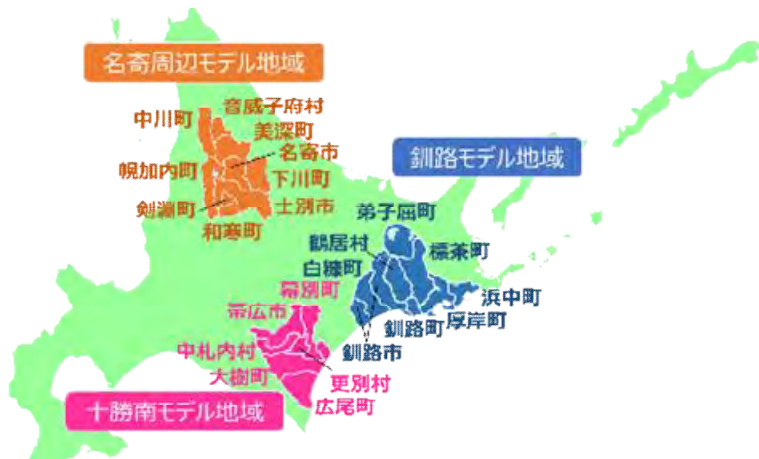 名寄周辺モデル地域
音威子府村
中川町
美深町
名寄市
幌加内町
下川町
剣淵町
士別市
和寒町
釧路モデル地域
弟子屈町
鶴居村
標茶町
白糠町
浜中町
厚岸町
釧路町
釧路市
幕別町
帯広市
中札内村
大樹町
更別村
広尾町
十勝南モデル地域